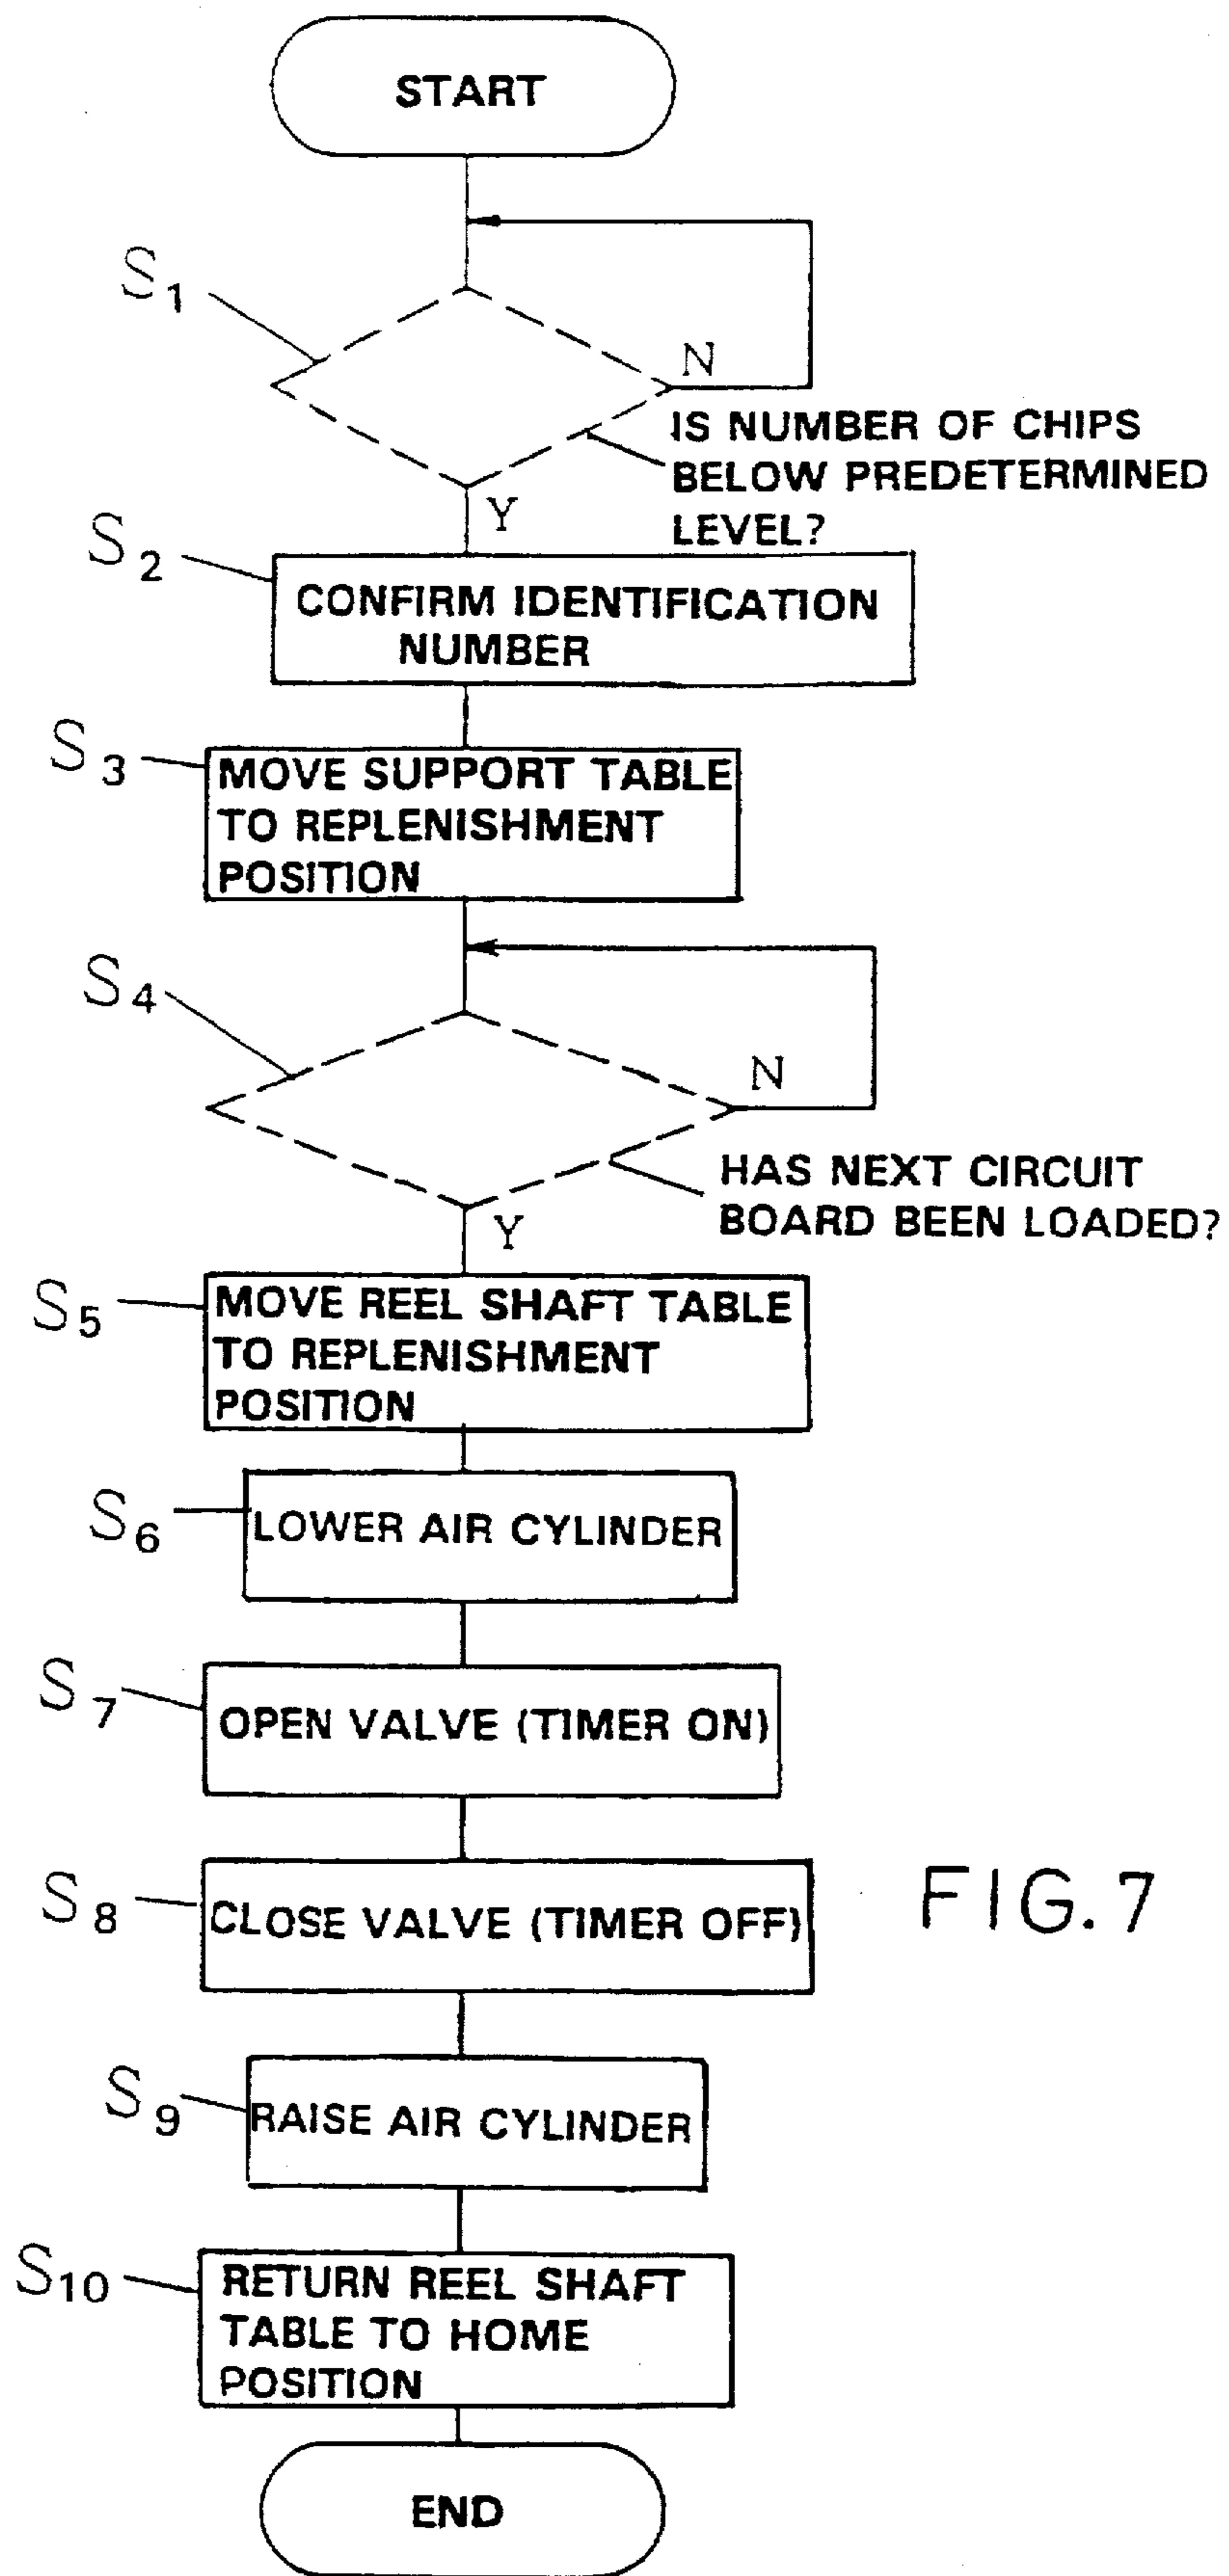 START
S1
N
IS NUMBER OF CHIPS
BELOW PREDETERMINED
LEVEL?
Y
S2
CONFIRM IDENTIFICATION
NUMBER
S3
MOVE SUPPORT TABLE
TO REPLENISHMENT
POSITION
S4
N
HAS NEXT CIRCUIT
BOARD BEEN LOADED?
Y
S5
MOVE REEL SHAFT TABLE
TO REPLENISHMENT
POSITION
S6
LOWER AIR CYLINDER
S7
OPEN VALVE (TIMER ON)
S8
CLOSE VALVE (TIMER OFF)
FIG. 7
S9
RAISE AIR CYLINDER
S10
RETURN REEL SHAFT
TABLE TO HOME
POSITION
END